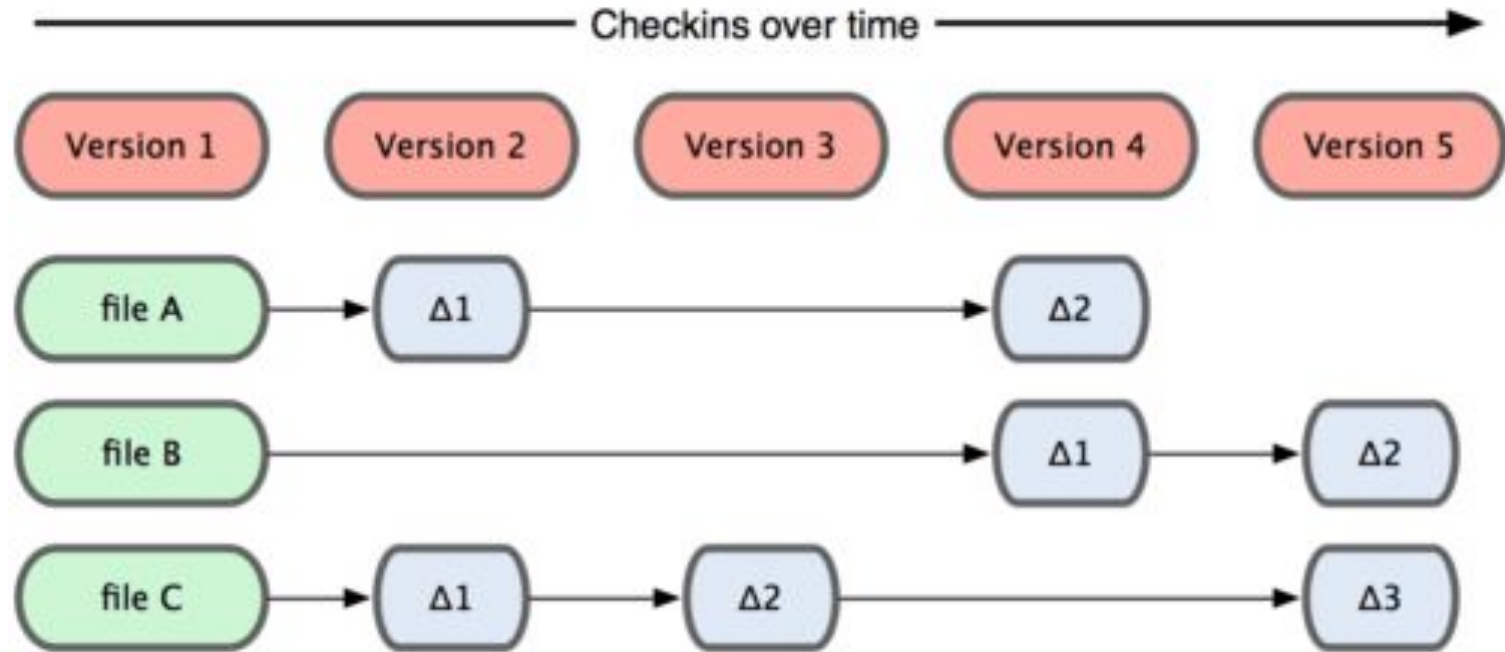 Checkins over time
Version 1 Version 2 Version 3 Version 4 Version 5
file A Δ1 Δ2
file B Δ1 Δ2
file C Δ1 Δ2 Δ3